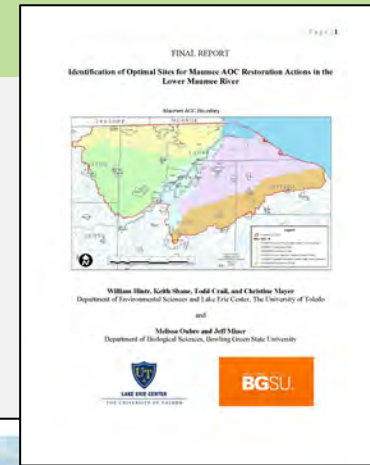 Page | 1
FINAL REPORT
Identification of Optimal Sites for Maumee AOC Restoration Actions in the
Lower Maumee River
Maumee AOC Boundary
William Hintz, Keith Shane, Todd Crail, and Christine Mayer
Department of Environmental Sciences and Lake Erie Center, The University of Toledo
and
Melissa Oubre and Jeff Miner
Department of Biological Sciences, Bowling Green State University
UT
LAKE ERIE CENTER
THE UNIVERSITY OF TOLEDO
BGSU.